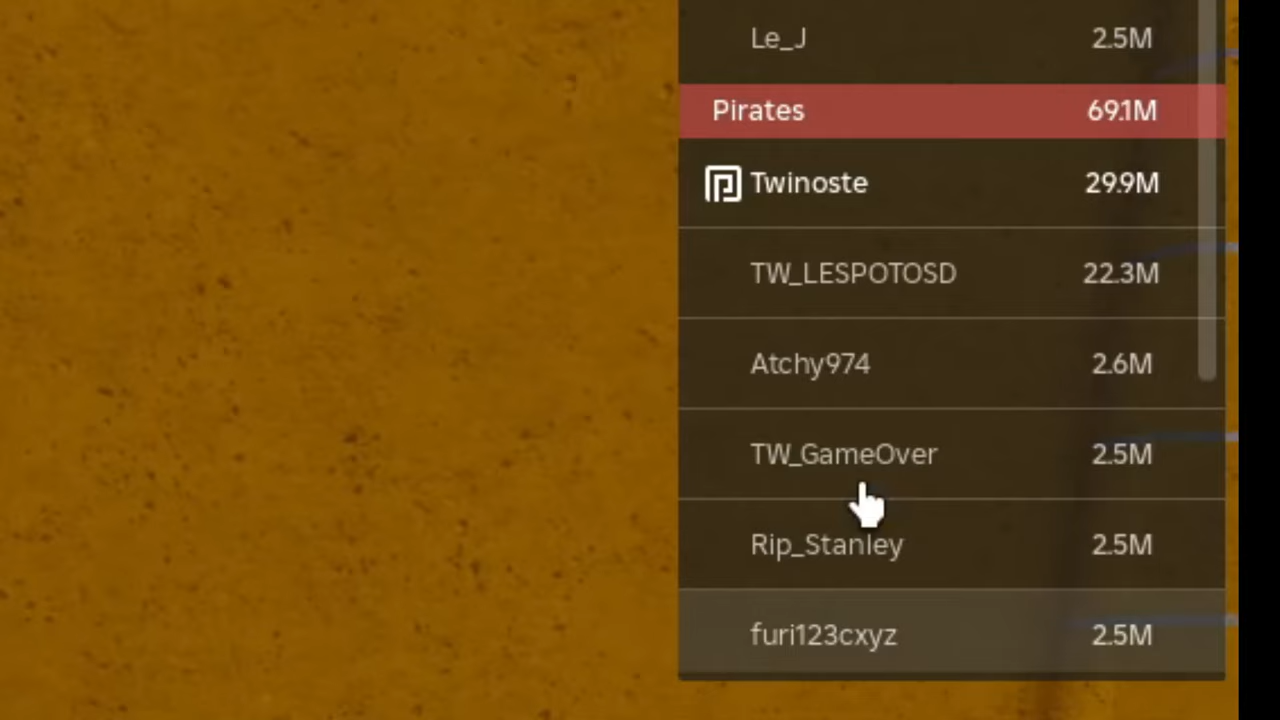 Le_J 2.5M
Pirates 69.1M
Twinoste 29.9M
TW_LESPOTOSD 22.3M
Atchy974 2.6M
TW_GameOver 2.5M
Rip_Stanley 2.5M
furi123cxyz 2.5M